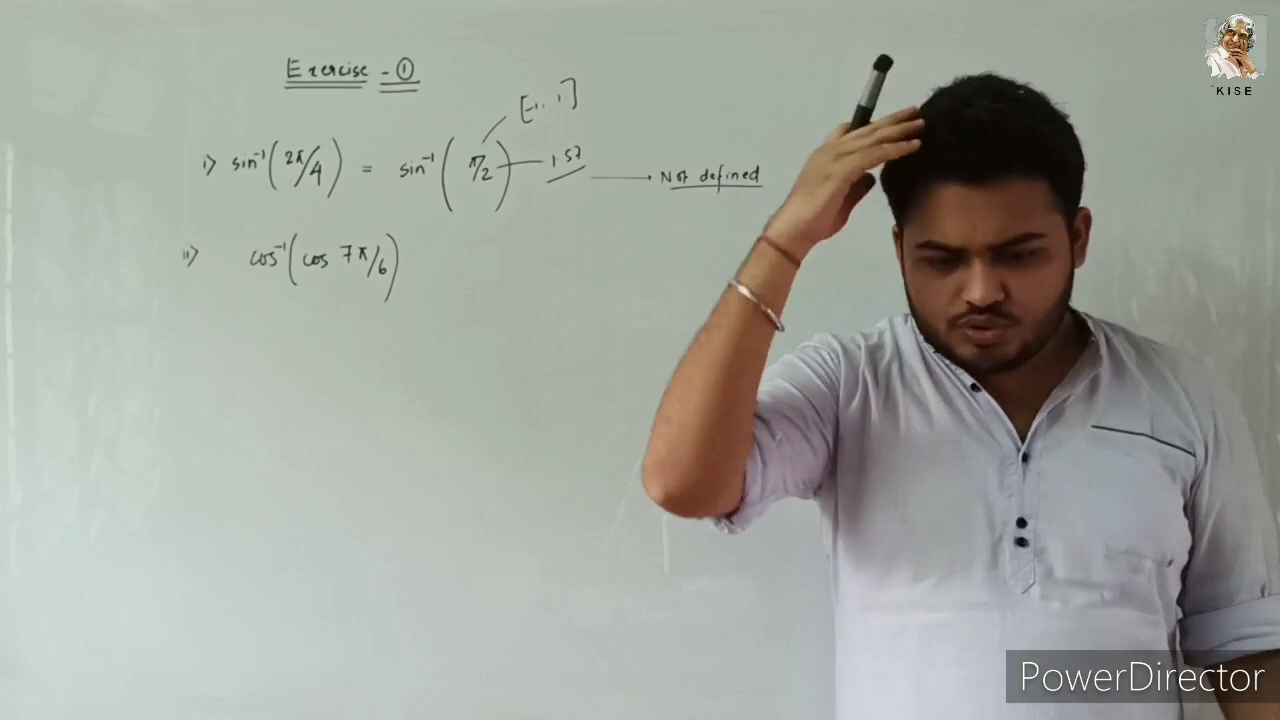 Exercise - ①
[-1, 1]
i> sin⁻¹(2π/4) = sin⁻¹(π/2) 1.57 → Not defined
ii> cos⁻¹(cos 7π/6)
KISE
PowerDirector